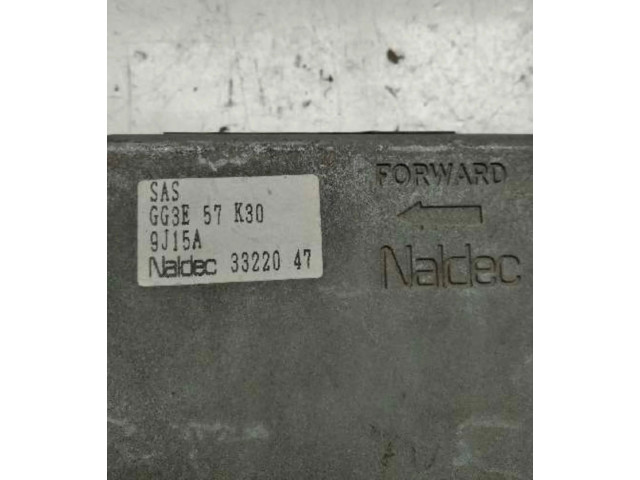 SAS
GG3E 57 K30
9J15A
Naldec 33220 47
FORWARD
Naldec